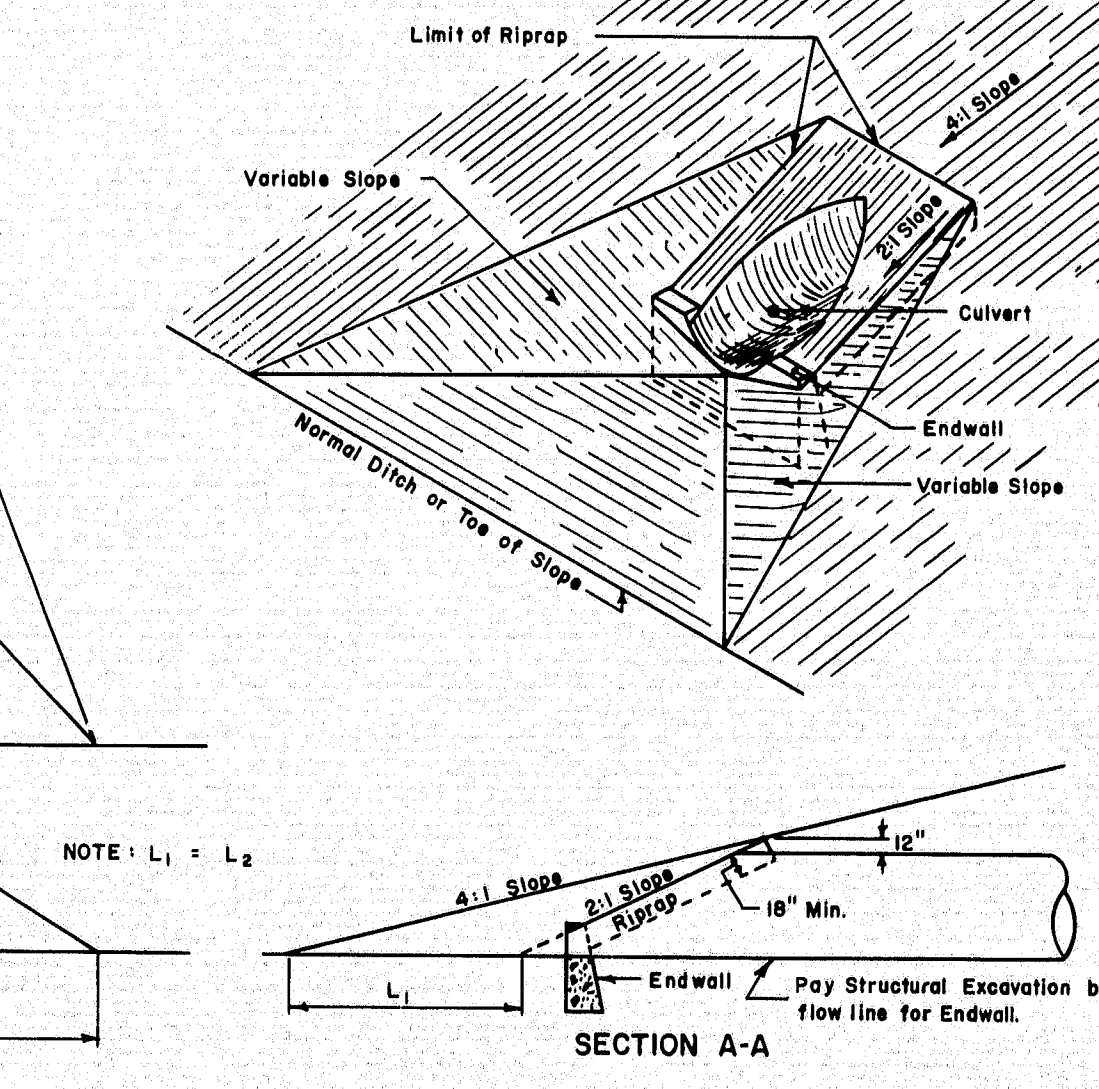 Limit of Riprap
4:1 Slope
Variable Slope
2:1 Slope
Culvert
Endwall
Variable Slope
Normal Ditch or Toe of Slope
NOTE: L1 = L2
12"
4:1 Slope
2:1 Slope
Riprap
18" Min.
Endwall
L1
Pay Structural Excavation b
flow line for Endwall.
SECTION A-A